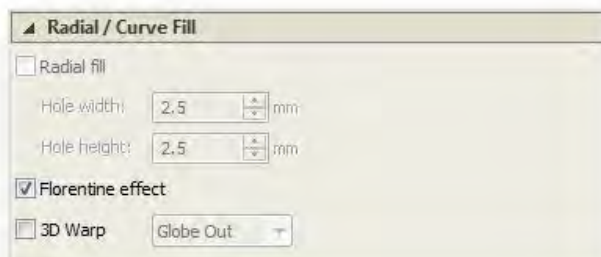 Radial / Curve Fill
Radial fill
Hole width: 2.5 mm
Hole height: 2.5 mm
Florentine effect
3D Warp Globe Out